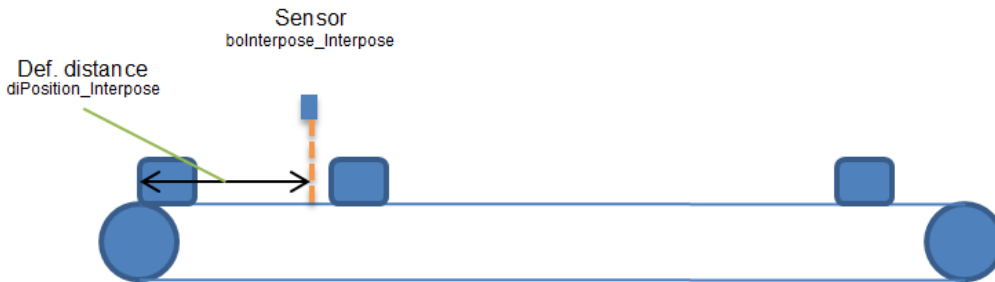 Sensor
boInterpose_Interpose
Def. distance
diPosition_Interpose